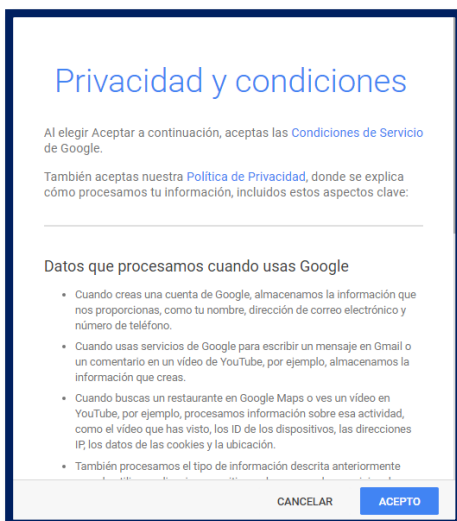 Privacidad y condiciones
Al elegir Aceptar a continuación, aceptas las Condiciones de Servicio
de Google.
También aceptas nuestra Política de Privacidad, donde se explica
cómo procesamos tu información, incluidos estos aspectos clave:
Datos que procesamos cuando usas Google
• Cuando creas una cuenta de Google, almacenamos la información que
nos proporcionas, como tu nombre, dirección de correo electrónico y
número de teléfono.
• Cuando usas servicios de Google para escribir un mensaje en Gmail o
un comentario en un vídeo de YouTube, por ejemplo, almacenamos la
información que creas.
• Cuando buscas un restaurante en Google Maps o ves un vídeo en
YouTube, por ejemplo, procesamos información sobre esa actividad,
como el vídeo que has visto, los ID de los dispositivos, las direcciones
IP, los datos de las cookies y la ubicación.
• También procesamos el tipo de información descrita anteriormente
CANCELAR
ACEPTO